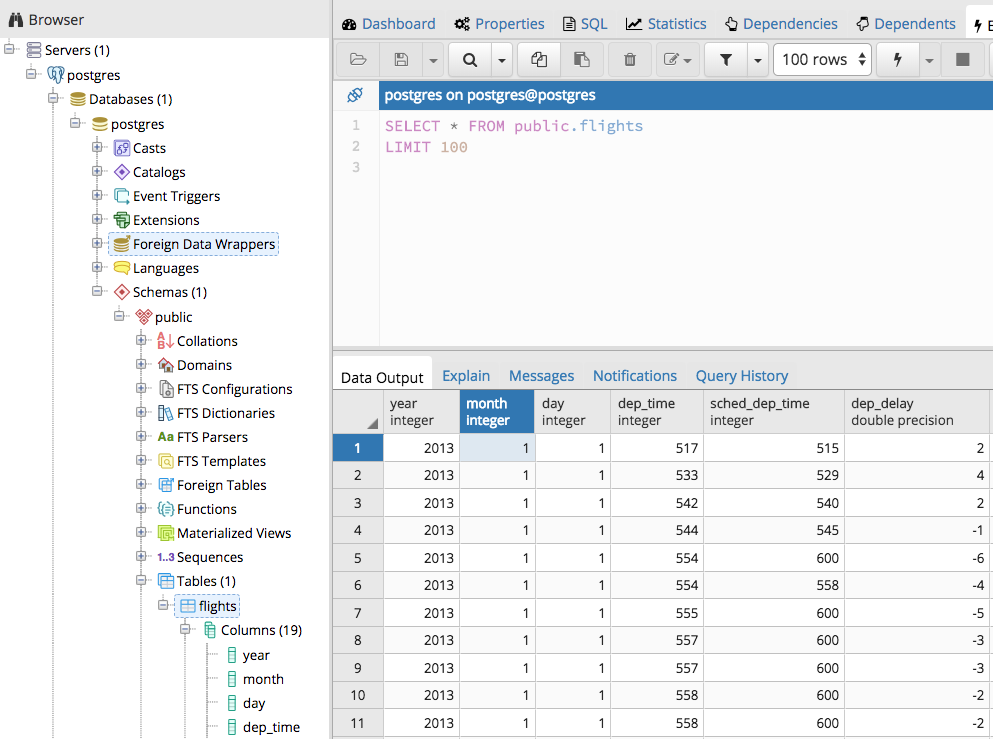 Browser
Servers (1)
postgres
Databases (1)
postgres
Casts
Catalogs
Event Triggers
Extensions
Foreign Data Wrappers
Languages
Schemas (1)
public
Collations
Domains
FTS Configurations
FTS Dictionaries
Aa FTS Parsers
FTS Templates
Foreign Tables
Functions
Materialized Views
1..3 Sequences
Tables (1)
flights
Columns (19)
year
month
day
dep_time
Dashboard Properties SQL Statistics Dependencies Dependents
100 rows
postgres on postgres@postgres
1 SELECT * FROM public.flights
2 LIMIT 100
3
Data Output Explain Messages Notifications Query History
year month day dep_time sched_dep_time dep_delay
integer integer integer integer integer double precision
1 2013 1 1 517 515 2
2 2013 1 1 533 529 4
3 2013 1 1 542 540 2
4 2013 1 1 544 545 -1
5 2013 1 1 554 600 -6
6 2013 1 1 554 558 -4
7 2013 1 1 555 600 -5
8 2013 1 1 557 600 -3
9 2013 1 1 557 600 -3
10 2013 1 1 558 600 -2
11 2013 1 1 558 600 -2